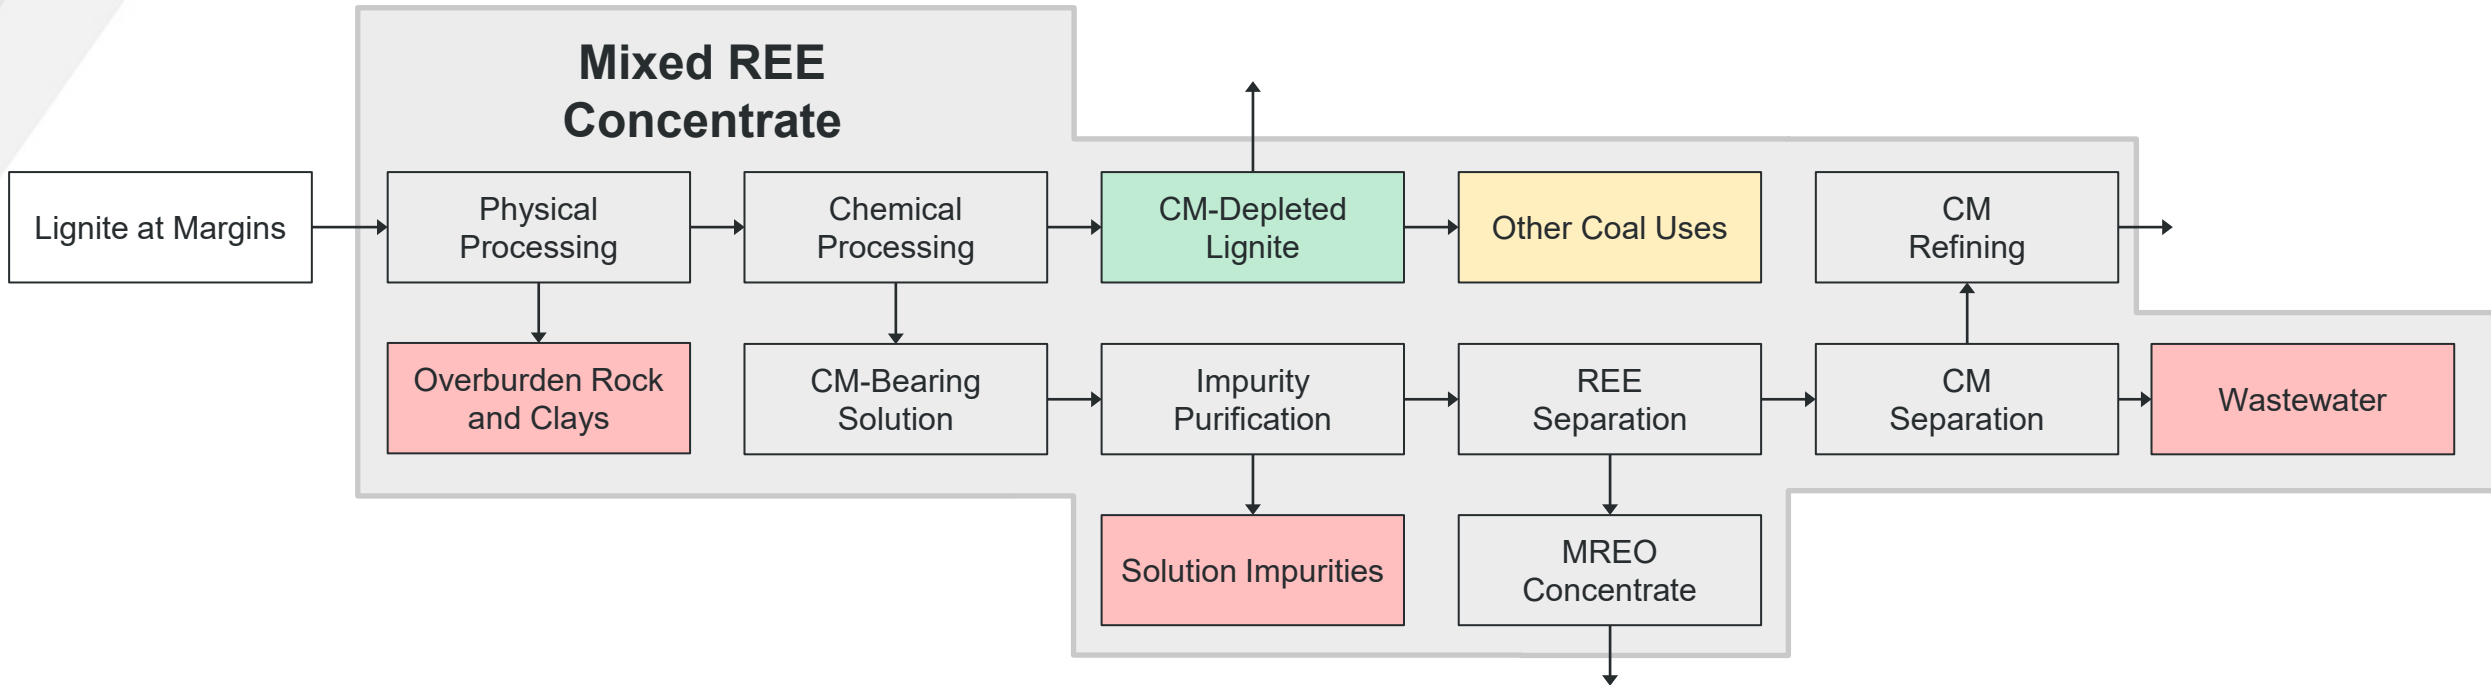 Mixed REE
Concentrate
Lignite at Margins
Physical
Processing
Chemical
Processing
CM-Depleted
Lignite
Other Coal Uses
CM
Refining
Overburden Rock
and Clays
CM-Bearing
Solution
Impurity
Purification
REE
Separation
CM
Separation
Wastewater
Solution Impurities
MREO
Concentrate